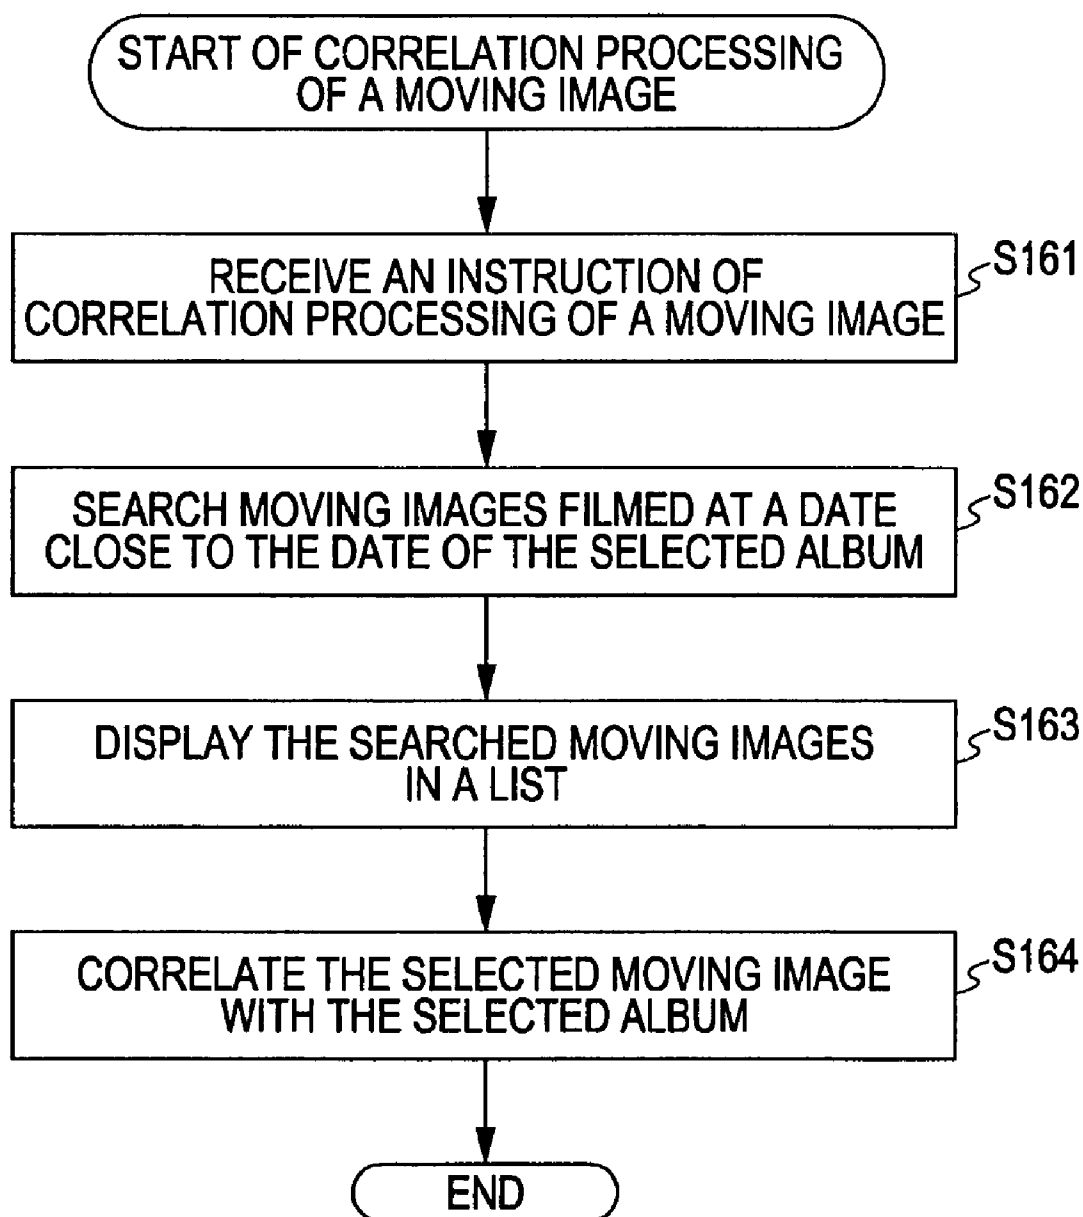 START OF CORRELATION PROCESSING
OF A MOVING IMAGE
RECEIVE AN INSTRUCTION OF
CORRELATION PROCESSING OF A MOVING IMAGE
S161
SEARCH MOVING IMAGES FILMED AT A DATE
CLOSE TO THE DATE OF THE SELECTED ALBUM
S162
DISPLAY THE SEARCHED MOVING IMAGES
IN A LIST
S163
CORRELATE THE SELECTED MOVING IMAGE
WITH THE SELECTED ALBUM
S164
END